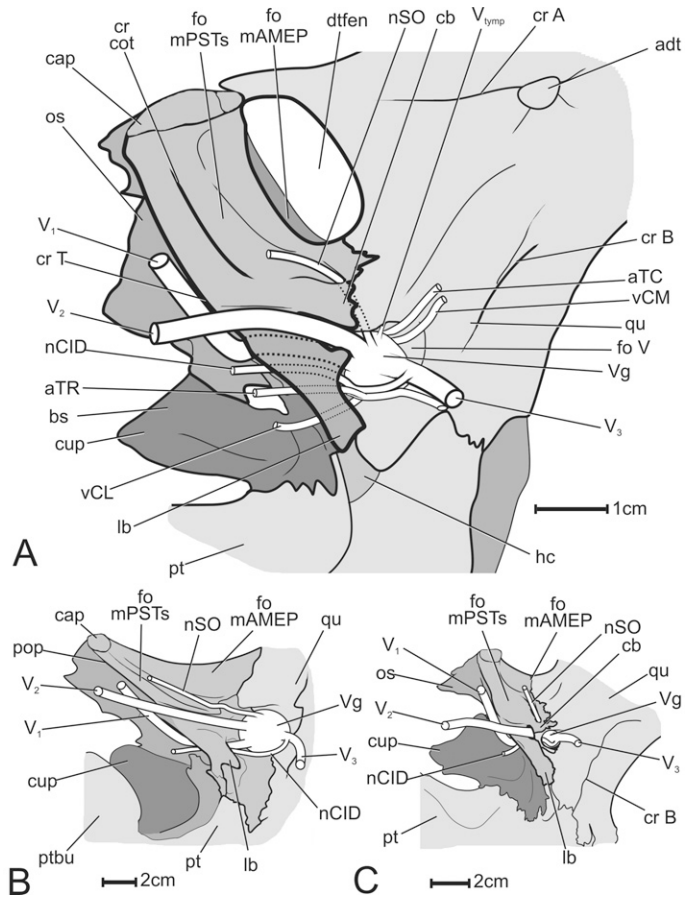 fo
cr
cot
mPSTs
fo
mAMEP
dtfen
nSO
cb
Vtymp
cr A
adt
cap
os
V1
cr T
V2
nCID
aTR
bs
cup
vCL
lb
pt
cr B
aTC
vCM
qu
fo V
Vg
V3
1cm
hc
A
cap
fo
mPSTs
nSO
fo
mAMEP
qu
pop
V2
V1
cup
ptbu
pt
lb
nCID
V3
Vg
B
2cm
fo
mPSTs
fo
mAMEP
nSO
cb
qu
Vg
V3
cr B
lb
V1
os
V2
cup
nCID
pt
C
2cm